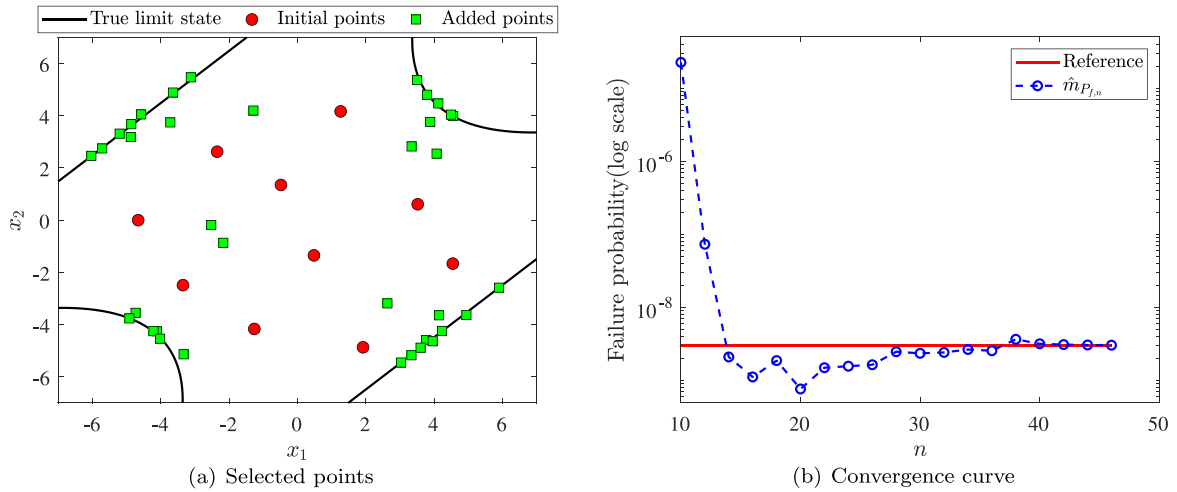 True limit state Initial points Added points
6
4
2
0
-2
-4
-6
x₂
-6 -4 -2 0 2 4 6
x₁
(a) Selected points
Reference
m̂_{P_{f,n}}
Failure probability(log scale)
10⁻⁶
10⁻⁸
10 20 30 40 50
n
(b) Convergence curve